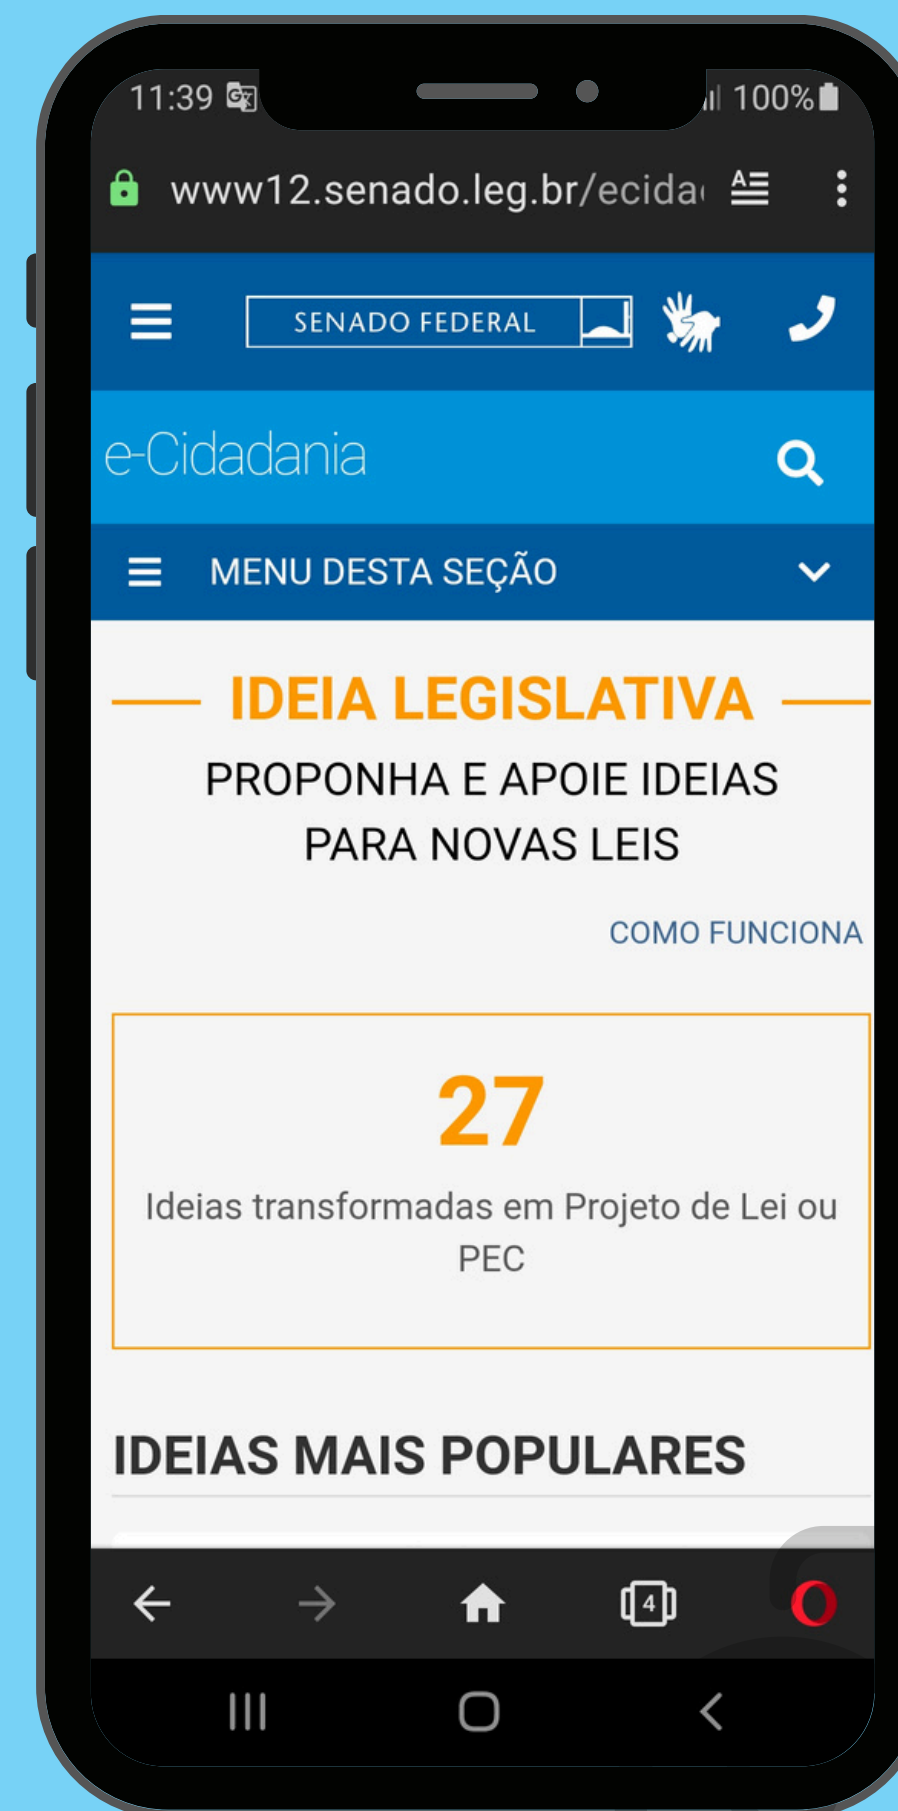 11:39
100%
www12.senado.leg.br/ecida
SENADO FEDERAL
e-Cidadania
MENU DESTA SEÇÃO
IDEIA LEGISLATIVA
PROPONHA E APOIE IDEIAS
PARA NOVAS LEIS
COMO FUNCIONA
27
Ideias transformadas em Projeto de Lei ou
PEC
IDEIAS MAIS POPULARES
4